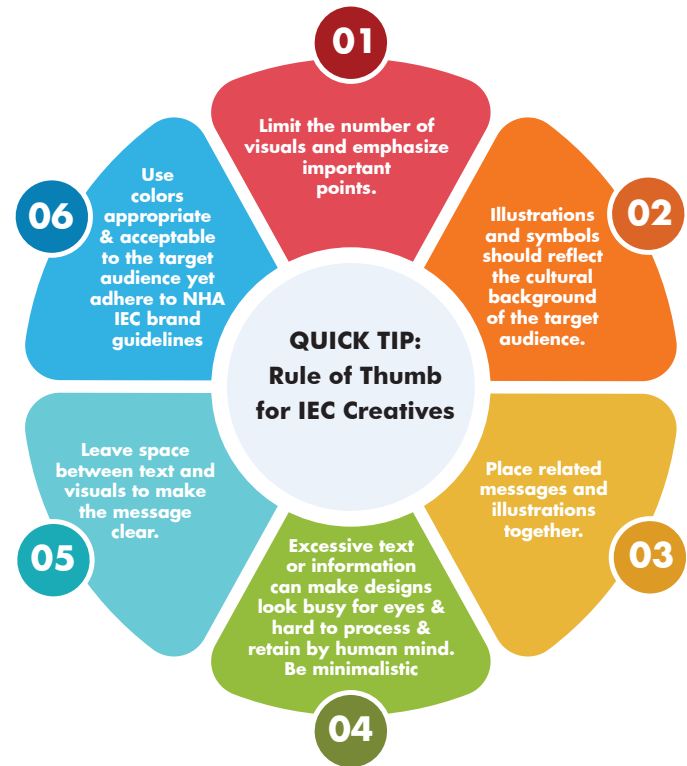 01
Limit the number of
visuals and emphasize
important
points.
02
Illustrations
and symbols
should reflect
the cultural
background
of the target
audience.
03
Place related
messages and
illustrations
together.
04
Excessive text
or information
can make designs
look busy for eyes &
hard to process &
retain by human mind.
Be minimalistic
05
Leave space
between text and
visuals to make
the message
clear.
06
Use
colors
appropriate
& acceptable
to the target
audience yet
adhere to NHA
IEC brand
guidelines
QUICK TIP:
Rule of Thumb
for IEC Creatives